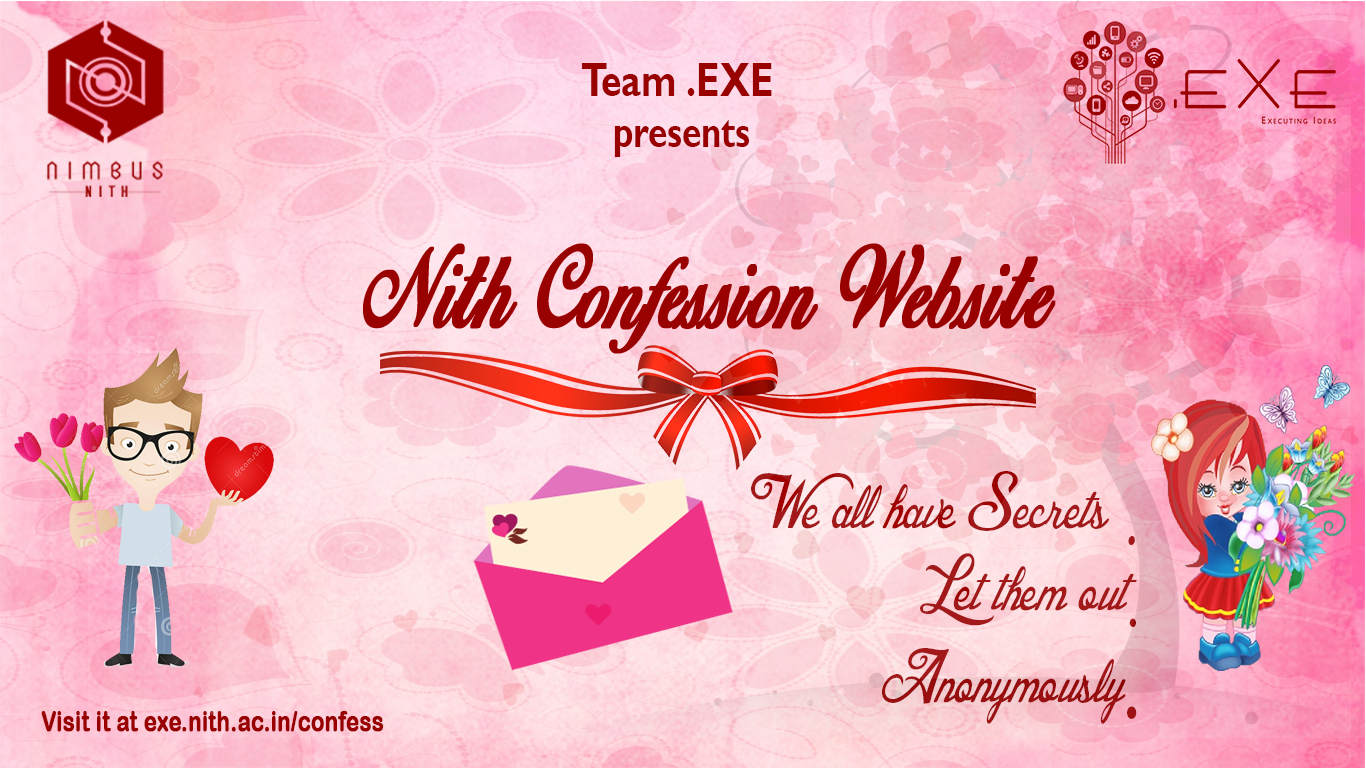 NIMBUS
NITH
Team .EXE
presents
.EXE
Executing Ideas
Nith Confession Website
We all have Secrets.
Let them out.
Anonymously.
Visit it at exe.nith.ac.in/confess